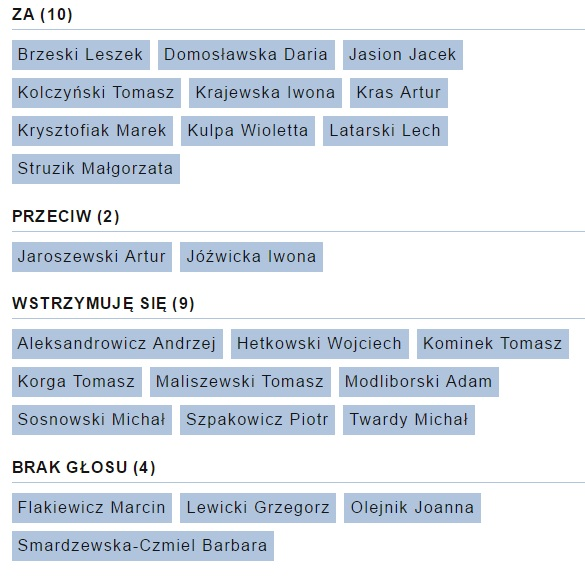 ZA (10)
Brzeski Leszek Domosławska Daria Jasion Jacek
Kolczyński Tomasz Krajewska Iwona Kras Artur
Krysztofiak Marek Kulpa Wioletta Latarski Lech
Struzik Małgorzata
PRZECIW (2)
Jaroszewski Artur Jóźwicka Iwona
WSTRZYMUJĘ SIĘ (9)
Aleksandrowicz Andrzej Hetkowski Wojciech Kominek Tomasz
Korga Tomasz Maliszewski Tomasz Modliborski Adam
Sosnowski Michał Szpakowicz Piotr Twardy Michał
BRAK GŁOSU (4)
Flakiewicz Marcin Lewicki Grzegorz Olejnik Joanna
Smardzewska-Czmiel Barbara